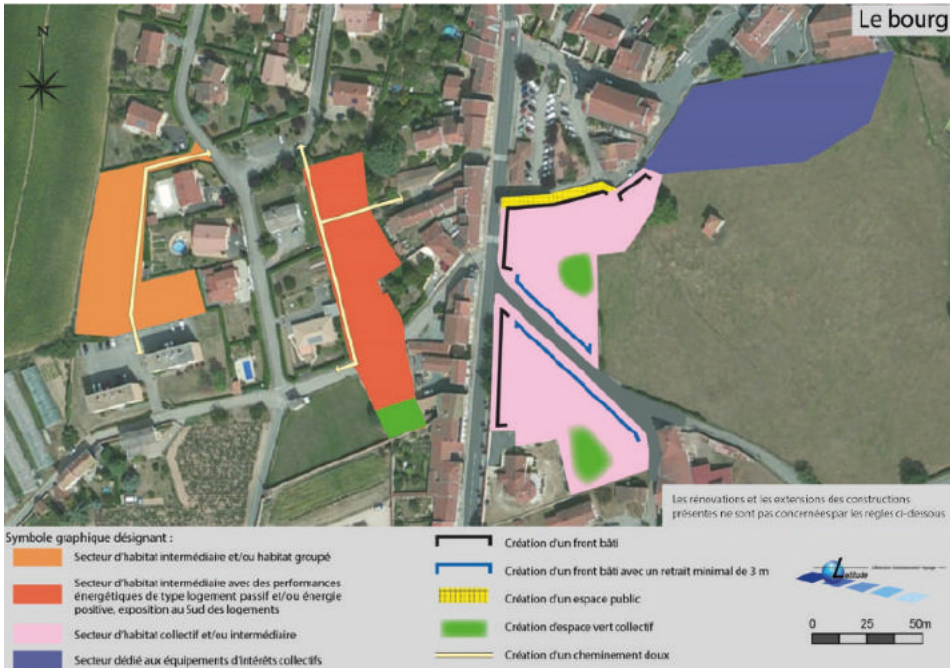 Le bourg
N
Les rénovations et les extensions des constructions
présentes ne sont pas concernées par les règles ci-dessous
Symbole graphique désignant :
Secteur d'habitat intermédiaire et/ou habitat groupé
Secteur d'habitat intermédiaire avec des performances
énergétiques de type logement passif et/ou énergie
positive, exposition au Sud des logements
Secteur d'habitat collectif et/ou intermédiaire
Secteur dédié aux équipements d'intérêts collectifs
Création d'un front bâti
Création d'un front bâti avec un retrait minimal de 3 m
Création d'un espace public
Création d'espace vert collectif
Création d'un cheminement doux
Latitude
0 25 50m